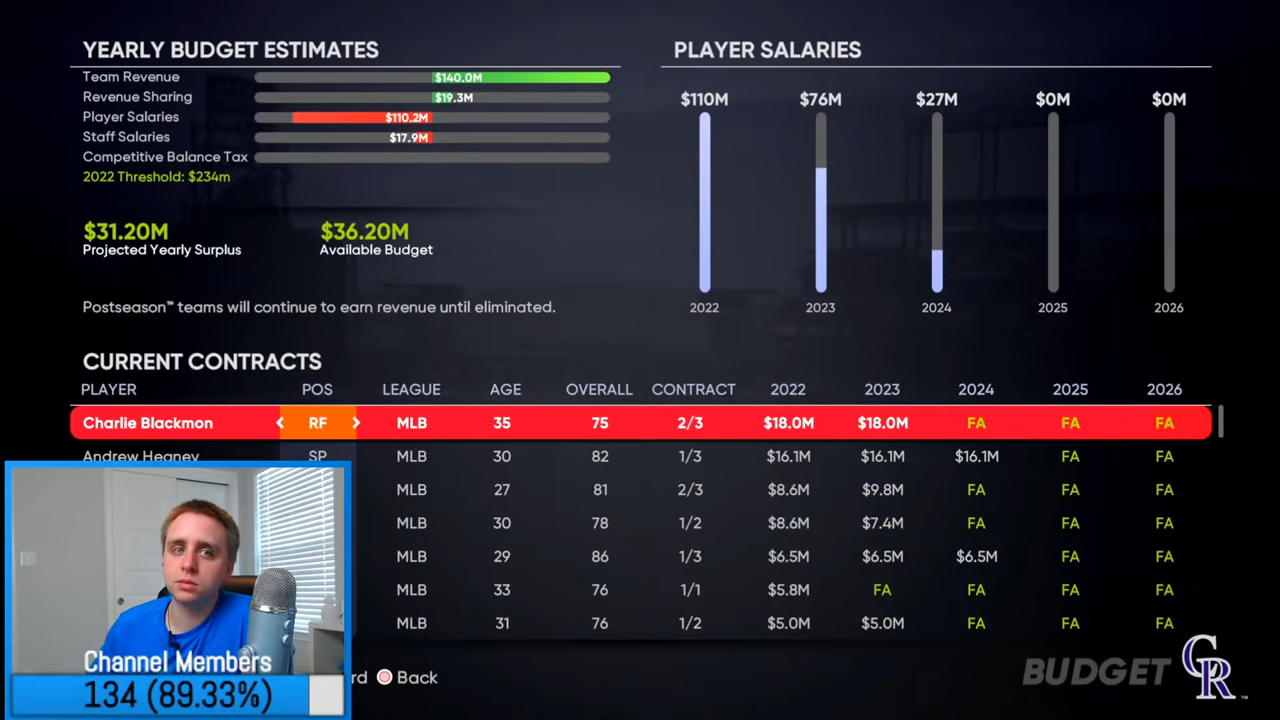 YEARLY BUDGET ESTIMATES
Team Revenue $140.0M
Revenue Sharing $19.3M
Player Salaries $110.2M
Staff Salaries $17.9M
Competitive Balance Tax
2022 Threshold: $234m
$31.20M $36.20M
Projected Yearly Surplus Available Budget
Postseason™ teams will continue to earn revenue until eliminated.
PLAYER SALARIES
$110M $76M $27M $0M $0M
2022 2023 2024 2025 2026
CURRENT CONTRACTS
PLAYER POS LEAGUE AGE OVERALL CONTRACT 2022 2023 2024 2025 2026
Charlie Blackmon RF MLB 35 75 2/3 $18.0M $18.0M FA FA FA
Andrew Heaney SP MLB 30 82 1/3 $16.1M $16.1M $16.1M FA FA
MLB 27 81 2/3 $8.6M $9.8M FA FA FA
MLB 30 78 1/2 $8.6M $7.4M FA FA FA
MLB 29 86 1/3 $6.5M $6.5M $6.5M FA FA
MLB 33 76 1/1 $5.8M FA FA FA FA
MLB 31 76 1/2 $5.0M $5.0M FA FA FA
Channel Members
134 (89.33%)
rd Back
BUDGET CR ™